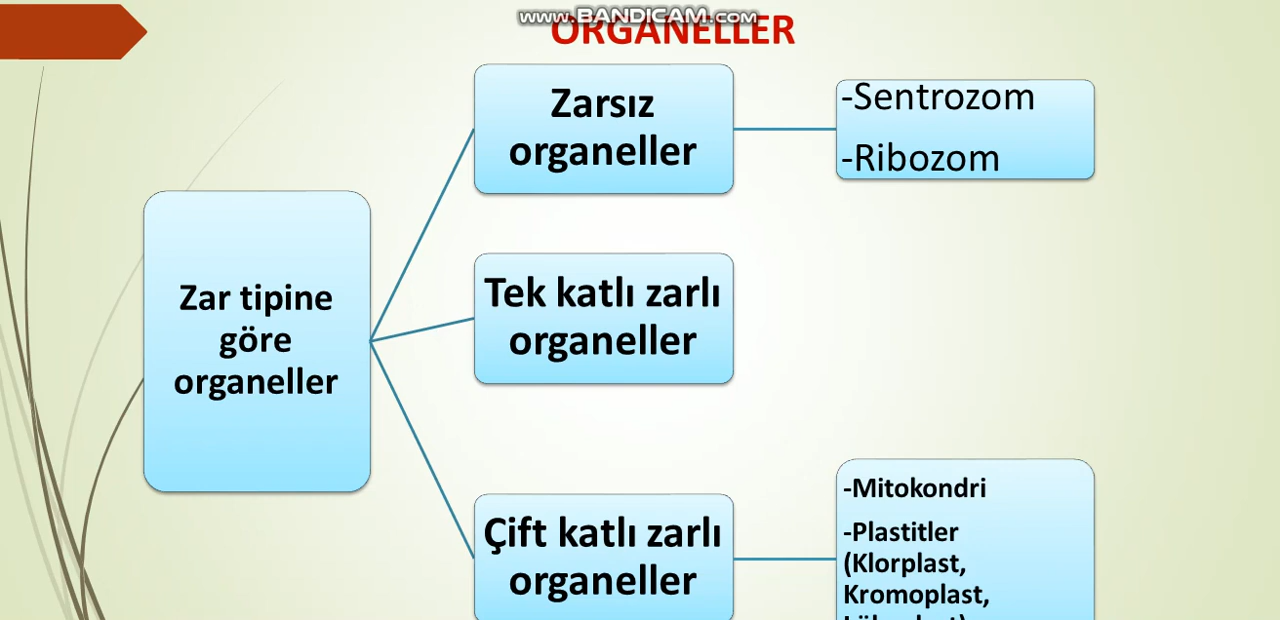 www.BANDICAM.com
ORGANELLER
Zarsız
organeller
-Sentrozom
-Ribozom
Zar tipine
göre
organeller
Tek katlı zarlı
organeller
Çift katlı zarlı
organeller
-Mitokondri
-Plastitler
(Klorplast,
Kromoplast,